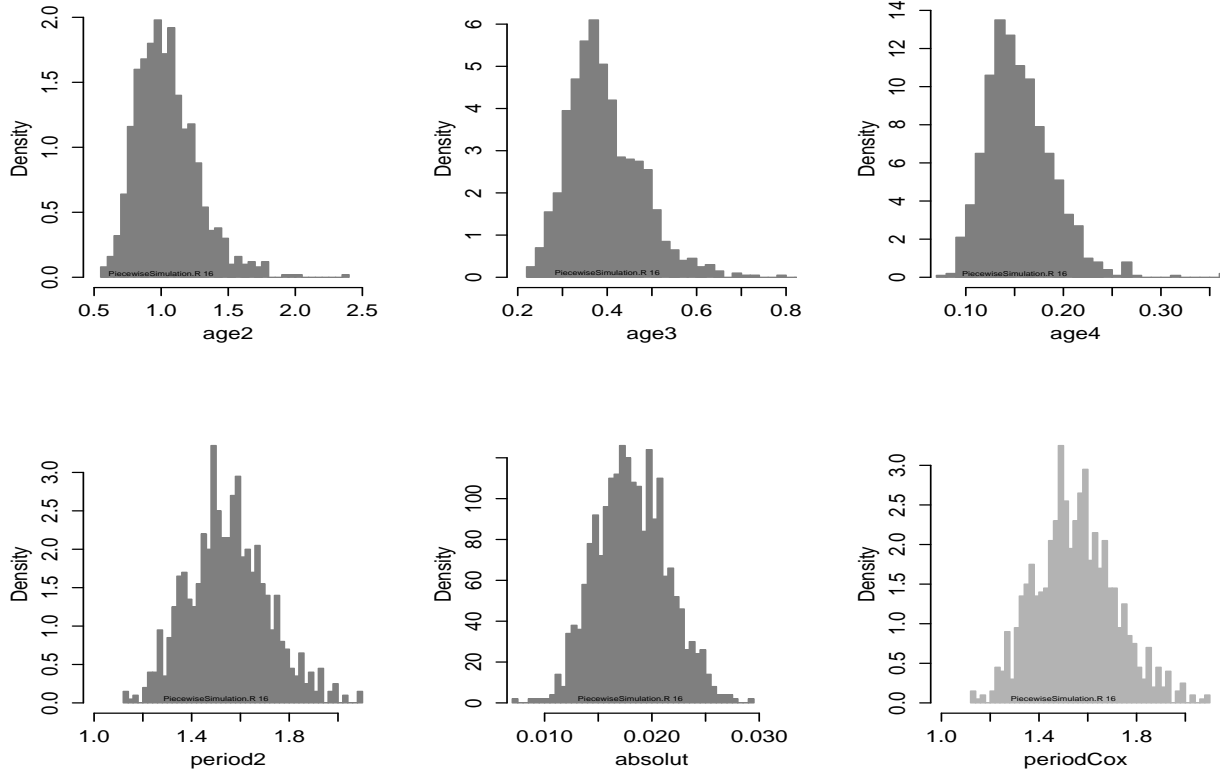 Density
0.0 0.5 1.0 1.5 2.0
PiecewiseSimulation.R 16
0.5 1.0 1.5 2.0 2.5
age2
Density
0 1 2 3 4 5 6
PiecewiseSimulation.R 16
0.2 0.4 0.6 0.8
age3
Density
0 2 4 6 8 10 12 14
PiecewiseSimulation.R 16
0.10 0.20 0.30
age4
Density
0.0 0.5 1.0 1.5 2.0 2.5 3.0
PiecewiseSimulation.R 16
1.0 1.4 1.8
period2
Density
0 20 40 60 80 100
PiecewiseSimulation.R 16
0.010 0.020 0.030
absolut
Density
0.0 0.5 1.0 1.5 2.0 2.5 3.0
PiecewiseSimulation.R 16
1.0 1.4 1.8
periodCox